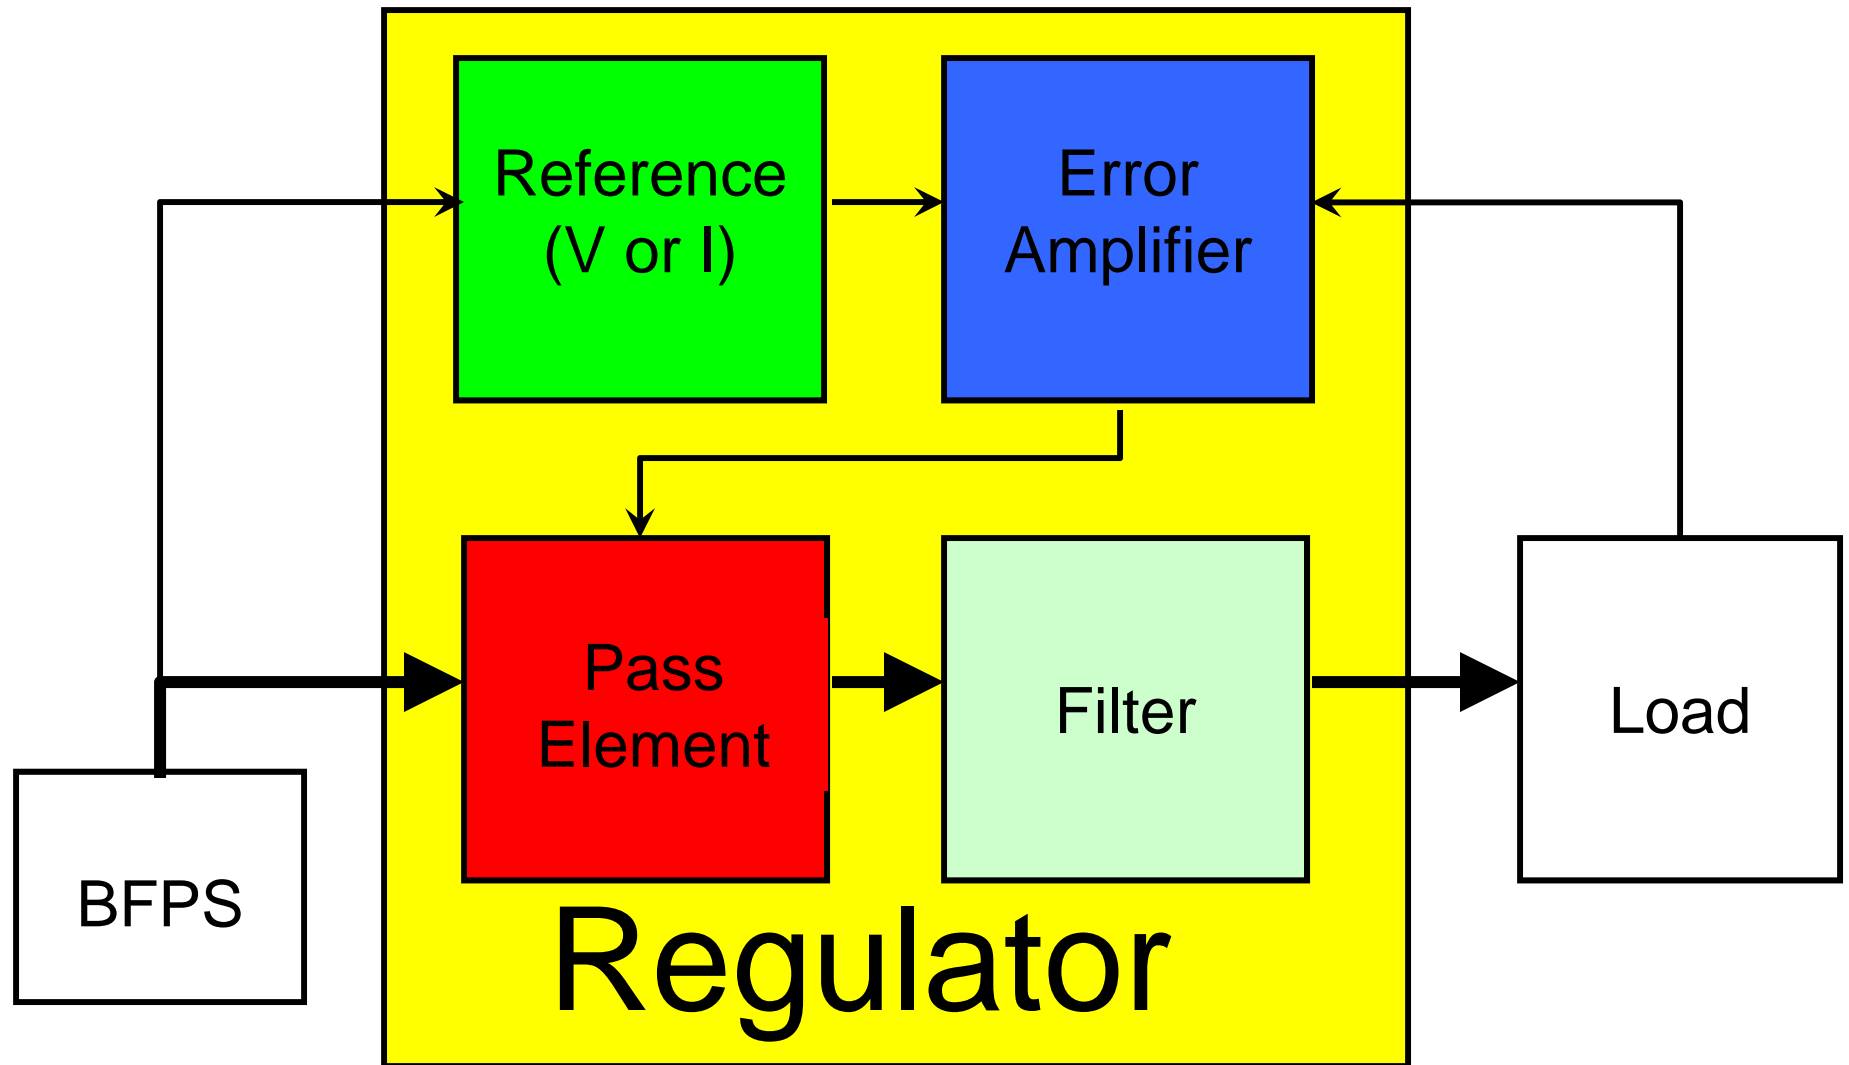 Reference
(V or I)
Error
Amplifier
Pass
Element
Filter
Load
BFPS
Regulator